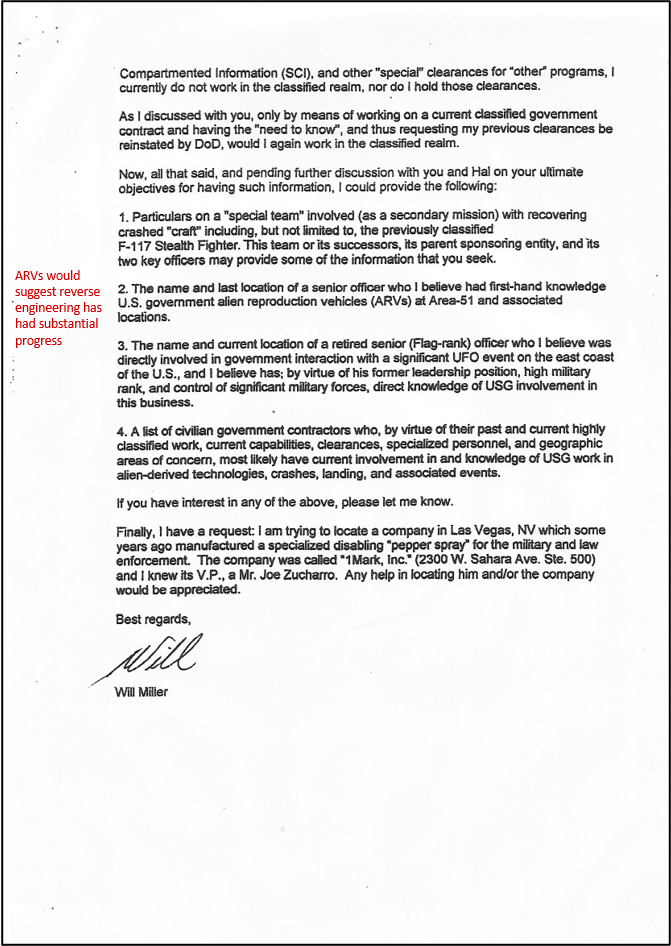 Compartmented Information (SCI), and other "special" clearances for "other" programs, I
currently do not work in the classified realm, nor do I hold those clearances.
As I discussed with you, only by means of working on a current classified government
contract and having the "need to know", and thus requesting my previous clearances be
reinstated by DoD, would I again work in the classified realm.
Now, all that said, and pending further discussion with you and Hal on your ultimate
objectives for having such information, I could provide the following:
1. Particulars on a "special team" involved (as a secondary mission) with recovering
crashed "craft" including, but not limited to, the previously classified
F-117 Stealth Fighter. This team or its successors, its parent sponsoring entity, and its
two key officers may provide some of the information that you seek.
ARVs would
suggest reverse
engineering has
had substantial
progress
2. The name and last location of a senior officer who I believe had first-hand knowledge
U.S. government alien reproduction vehicles (ARVs) at Area-51 and associated
locations.
3. The name and current location of a retired senior (Flag-rank) officer who I believe was
directly involved in government interaction with a significant UFO event on the east coast
of the U.S., and I believe has; by virtue of his former leadership position, high military
rank, and control of significant military forces, direct knowledge of USG involvement in
this business.
4. A list of civilian government contractors who, by virtue of their past and current highly
classified work, current capabilities, clearances, specialized personnel, and geographic
areas of concern, most likely have current involvement in and knowledge of USG work in
alien-derived technologies, crashes, landing, and associated events.
If you have interest in any of the above, please let me know.
Finally, I have a request: I am trying to locate a company in Las Vegas, NV which some
years ago manufactured a specialized disabling "pepper spray" for the military and law
enforcement. The company was called "1Mark, Inc." (2300 W. Sahara Ave. Ste. 500)
and I knew its V.P., a Mr. Joe Zucharro. Any help in locating him and/or the company
would be appreciated.
Best regards,
Will
Will Miller